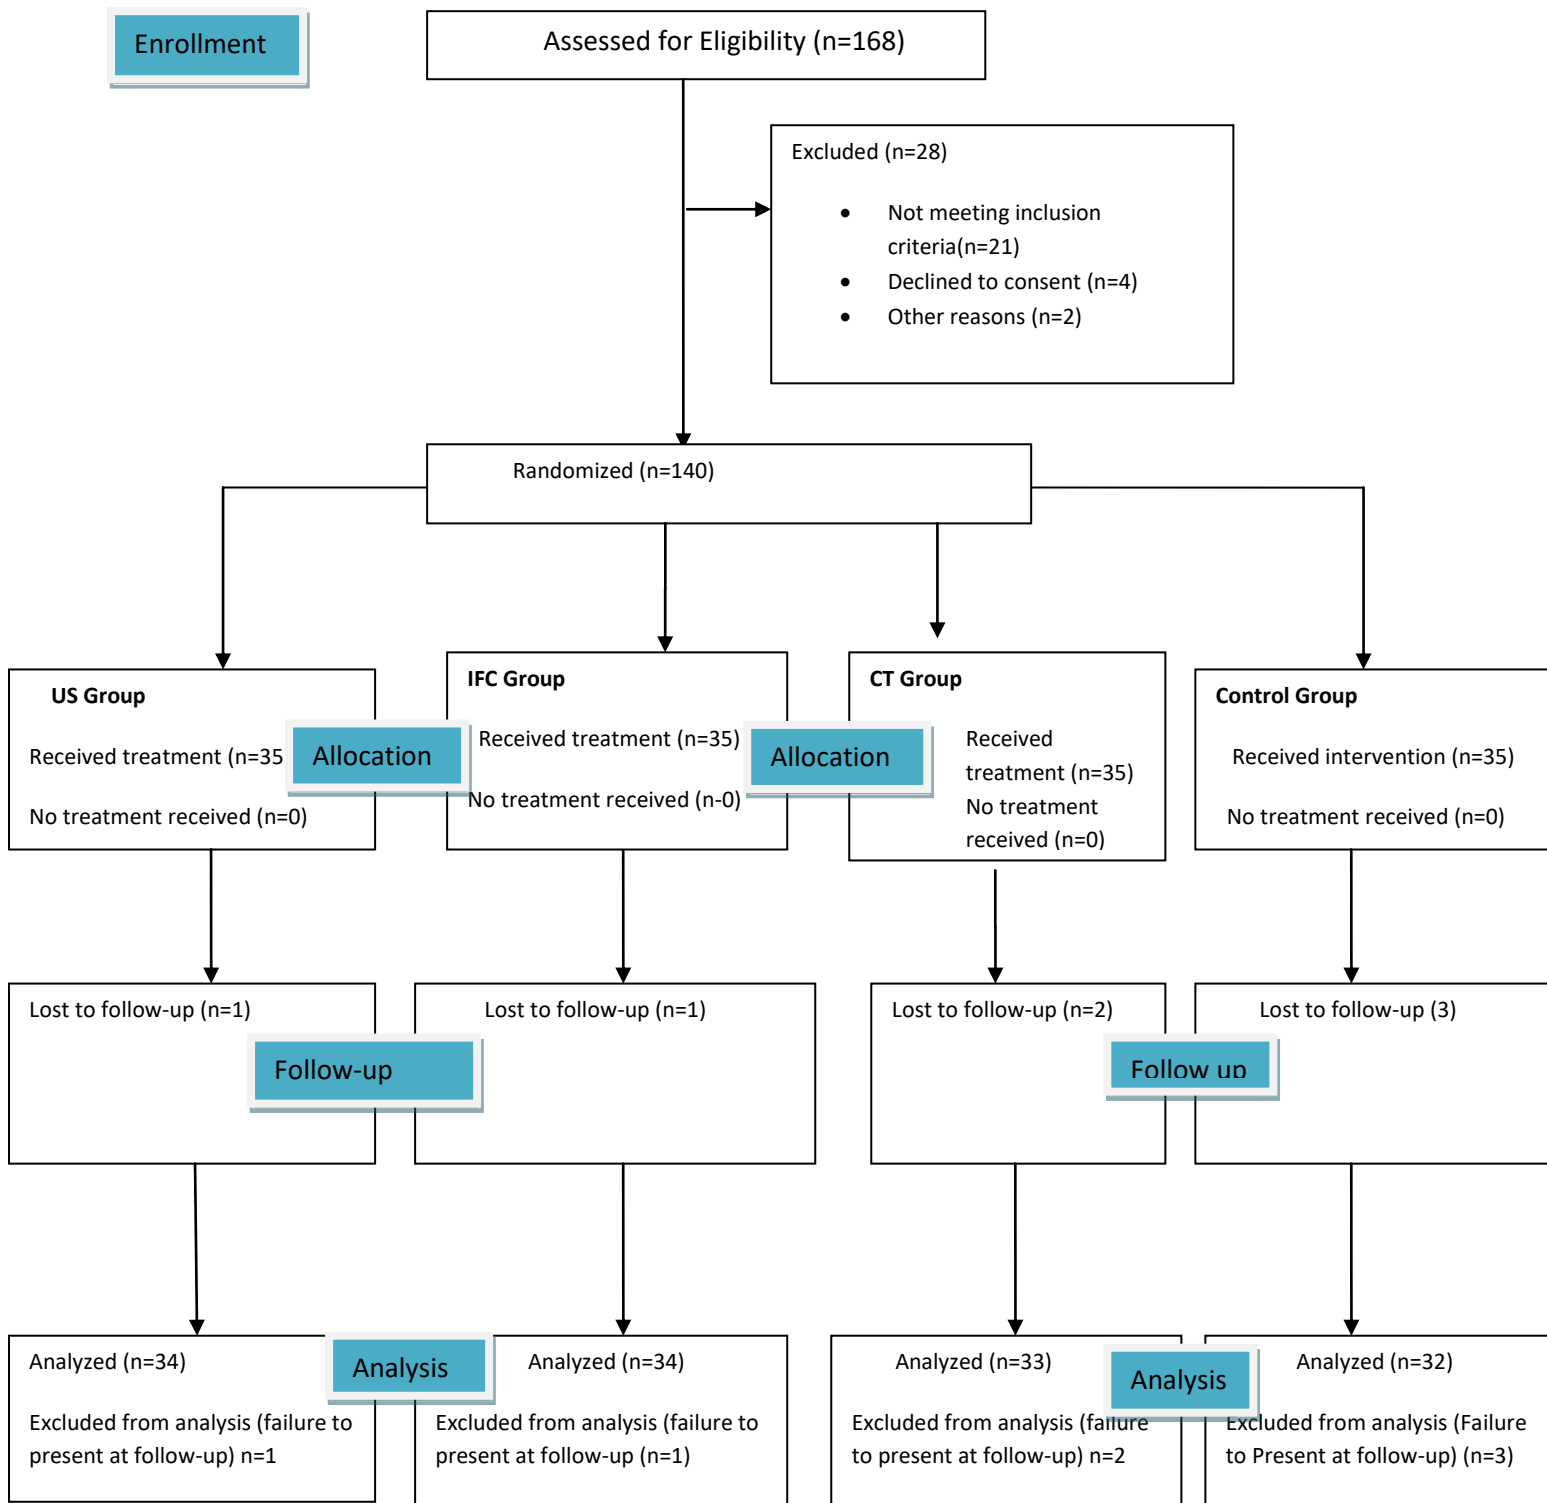 Enrollment
Assessed for Eligibility (n=168)
Excluded (n=28)
• Not meeting inclusion
criteria(n=21)
• Declined to consent (n=4)
• Other reasons (n=2)
Randomized (n=140)
US Group
Received treatment (n=35
No treatment received (n=0)
Allocation
IFC Group
Received treatment (n=35)
No treatment received (n-0)
Allocation
CT Group
Received
treatment (n=35)
No treatment
received (n=0)
Control Group
Received intervention (n=35)
No treatment received (n=0)
Lost to follow-up (n=1)
Follow-up
Lost to follow-up (n=1)
Lost to follow-up (n=2)
Follow up
Lost to follow-up (3)
Analyzed (n=34)
Excluded from analysis (failure to
present at follow-up) n=1
Analysis
Analyzed (n=34)
Excluded from analysis (failure to
present at follow-up (n=1)
Analyzed (n=33)
Excluded from analysis (failure
to present at follow-up) n=2
Analysis
Analyzed (n=32)
Excluded from analysis (Failure
to Present at follow-up) (n=3)